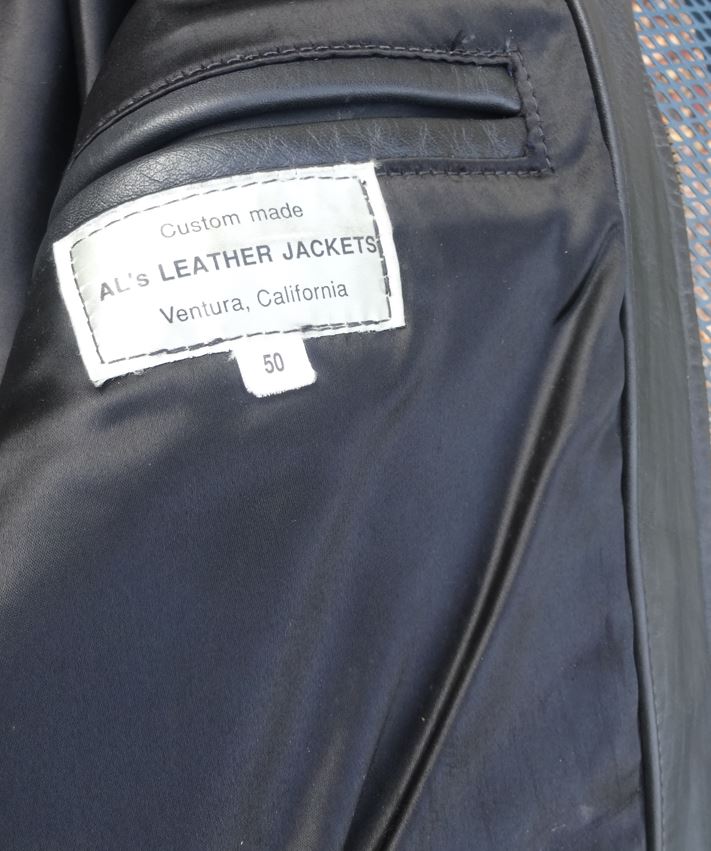 Custom made
AL's LEATHER JACKETS
Ventura, California
50